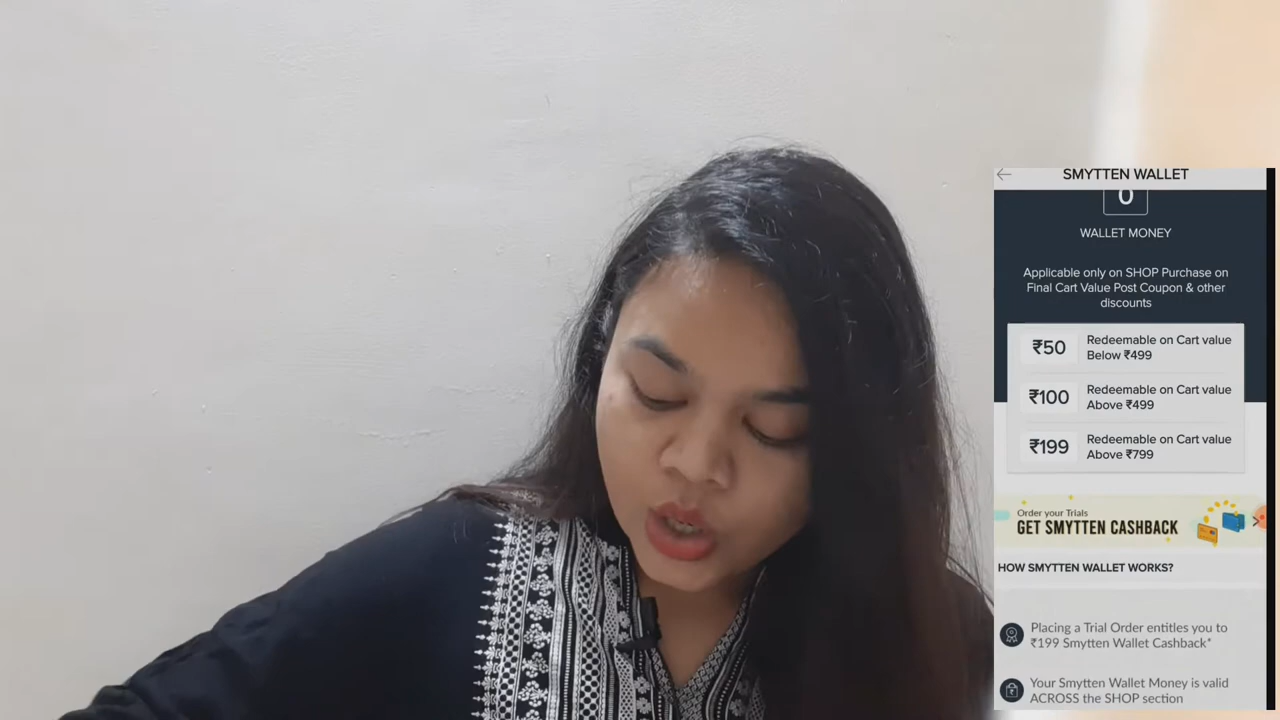 SMYTTEN WALLET
0
WALLET MONEY
Applicable only on SHOP Purchase on
Final Cart Value Post Coupon & other
discounts
₹50
Redeemable on Cart value
Below ₹499
₹100
Redeemable on Cart value
Above ₹499
₹199
Redeemable on Cart value
Above ₹799
Order your Trials
GET SMYTTEN CASHBACK
HOW SMYTTEN WALLET WORKS?
Placing a Trial Order entitles you to
₹199 Smytten Wallet Cashback*
Your Smytten Wallet Money is valid
ACROSS the SHOP section